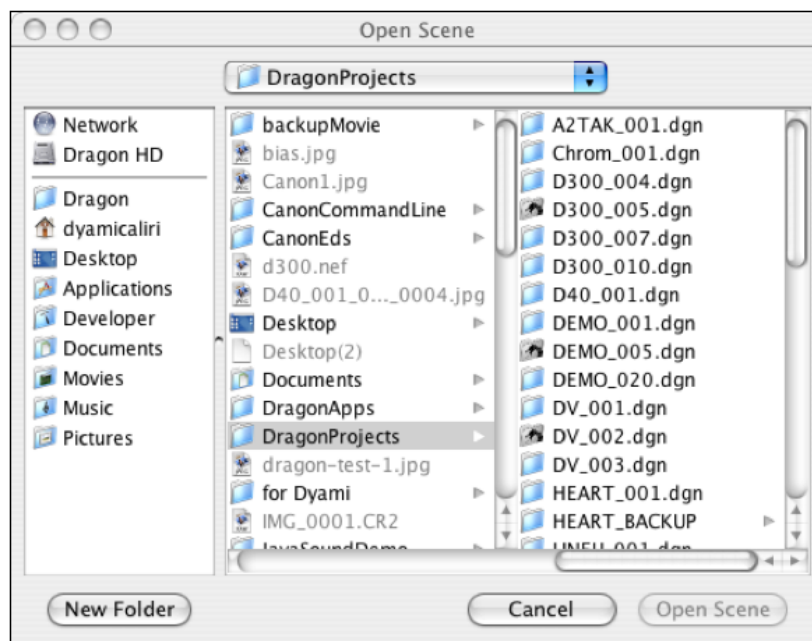 Open Scene
DragonProjects
Network
Dragon HD
Dragon
dyamicaliri
Desktop
Applications
Developer
Documents
Movies
Music
Pictures
backupMovie
bias.jpg
Canon1.jpg
CanonCommandLine
CanonEds
d300.nef
D40_001_0..._0004.jpg
Desktop
Desktop(2)
Documents
DragonApps
DragonProjects
dragon-test-1.jpg
for Dyami
IMG_0001.CR2
JavaSoundDemo
A2TAK_001.dgn
Chrom_001.dgn
D300_004.dgn
D300_005.dgn
D300_007.dgn
D300_010.dgn
D40_001.dgn
DEMO_001.dgn
DEMO_005.dgn
DEMO_020.dgn
DV_001.dgn
DV_002.dgn
DV_003.dgn
HEART_001.dgn
HEART_BACKUP
New Folder
Cancel
Open Scene